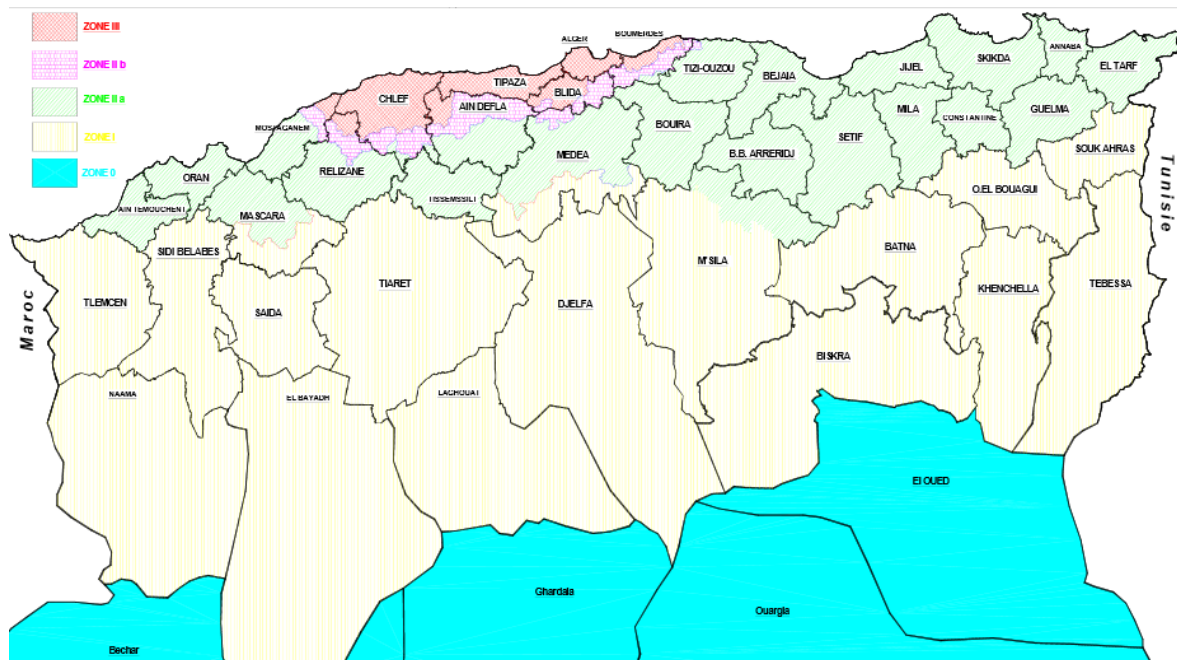 ZONE III
ZONE II b
ZONE II a
ZONE I
ZONE 0
ALGER
BOUMERDES
TIPAZA
CHLEF
BLIDA
AIN DEFLA
TIZI-OUZOU
BEJAIA
JIJEL
SKIKDA
ANNABA
EL TARF
MOSTAGANEM
BOUIRA
MILA
CONSTANTINE
GUELMA
SETIF
MEDEA
B.B. ARRERIDJ
SOUK AHRAS
ORAN
RELIZANE
O.EL BOUAGUI
AIN TEMOUCHENT
MASCARA
TISSEMSSILT
SIDI BELABES
BATNA
M'SILA
TLEMCEN
SAIDA
TIARET
DJELFA
KHENCHELLA
TEBESSA
BISKRA
NAAMA
EL BAYADH
LAGHOUAT
El OUED
Ghardaia
Ouargla
Bechar
Maroc
Tunisie